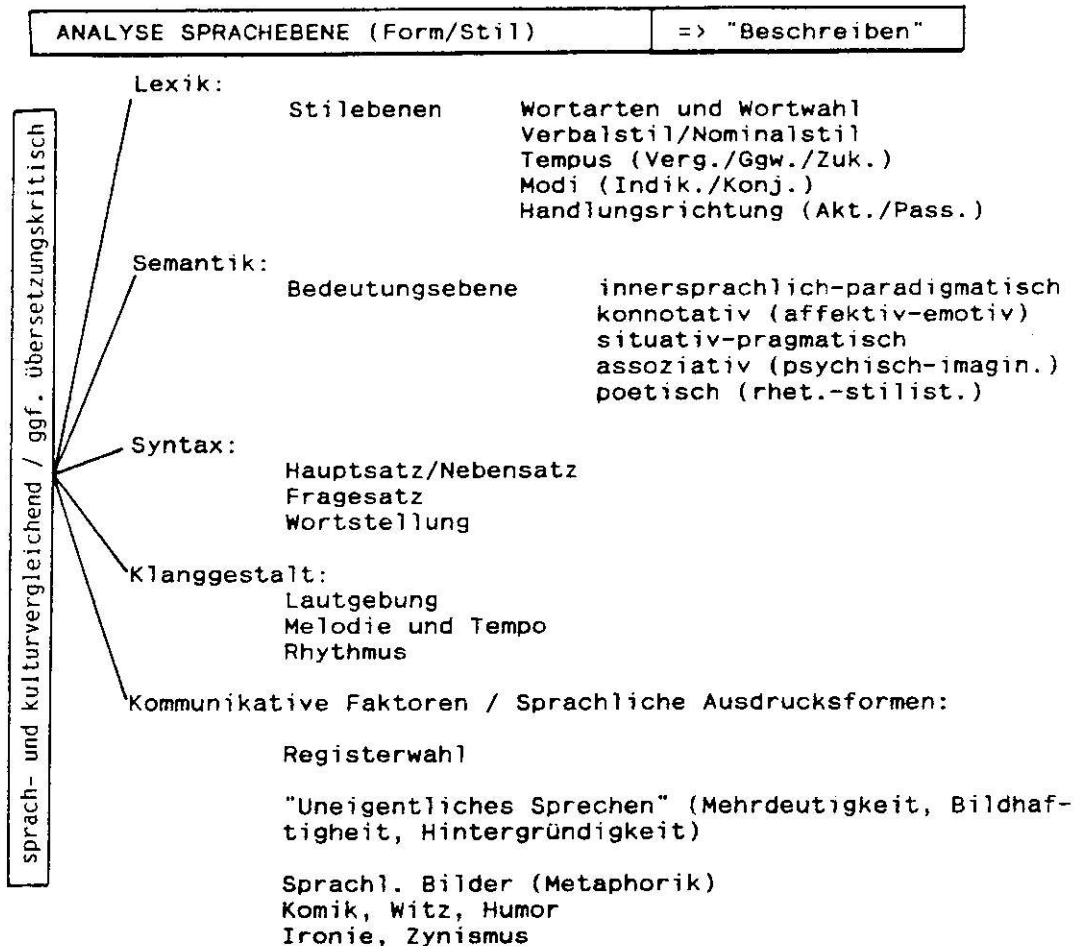 ANALYSE SPRACHEBENE (Form/Stil) => "Beschreiben"
sprach- und kulturvergleichend / ggf. übersetzungskritisch
Lexik:
Stilebenen Wortarten und Wortwahl
Verbalstil/Nominalstil
Tempus (Verg./Ggw./Zuk.)
Modi (Indik./Konj.)
Handlungsrichtung (Akt./Pass.)
Semantik:
Bedeutungsebene innersprachlich-paradigmatisch
konnotativ (affektiv-emotiv)
situativ-pragmatisch
assoziativ (psychisch-imagin.)
poetisch (rhet.-stilist.)
Syntax:
Hauptsatz/Nebensatz
Fragesatz
Wortstellung
Klanggestalt:
Lautgebung
Melodie und Tempo
Rhythmus
Kommunikative Faktoren / Sprachliche Ausdrucksformen:
Registerwahl
"Uneigentliches Sprechen" (Mehrdeutigkeit, Bildhaf-
tigheit, Hintergründigkeit)
Sprachl. Bilder (Metaphorik)
Komik, Witz, Humor
Ironie, Zynismus